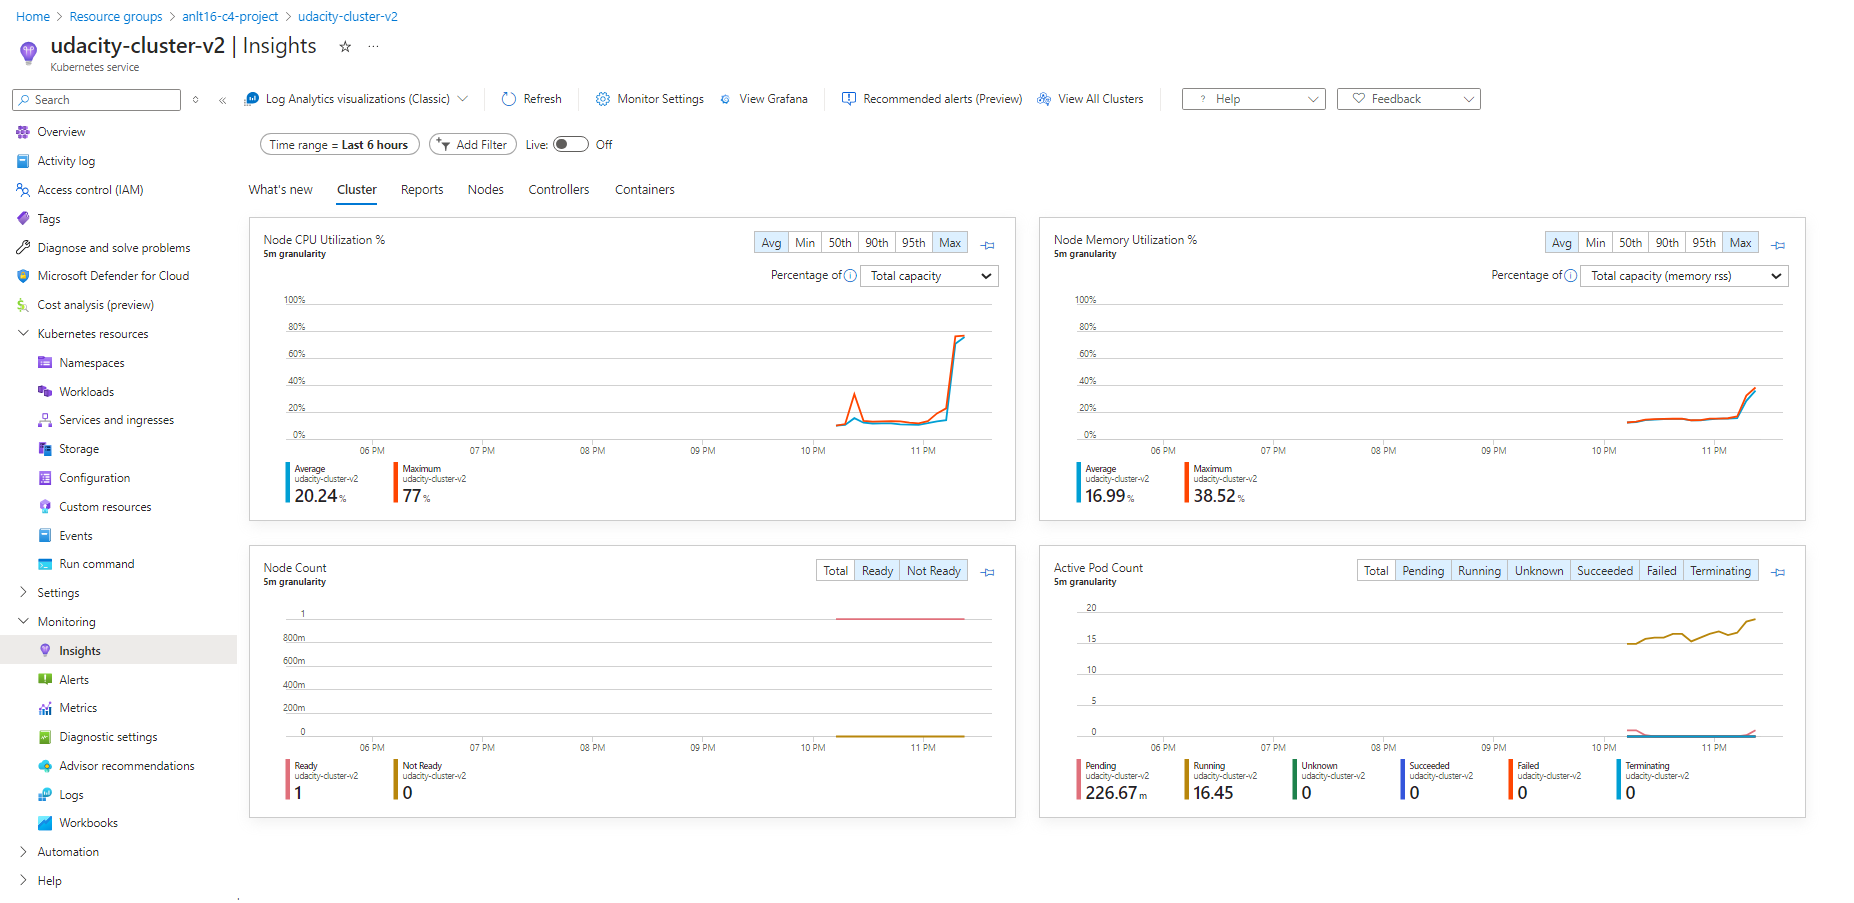 Home > Resource groups > anlt16-c4-project > udacity-cluster-v2
udacity-cluster-v2 | Insights
Kubernetes service
Search
Log Analytics visualizations (Classic)
Refresh
Monitor Settings
View Grafana
Recommended alerts (Preview)
View All Clusters
? Help
Feedback
Overview
Activity log
Access control (IAM)
Tags
Diagnose and solve problems
Microsoft Defender for Cloud
Cost analysis (preview)
Kubernetes resources
Namespaces
Workloads
Services and ingresses
Storage
Configuration
Custom resources
Events
Run command
Settings
Monitoring
Insights
Alerts
Metrics
Diagnostic settings
Advisor recommendations
Logs
Workbooks
Automation
Help
Time range = Last 6 hours
Add Filter
Live: Off
What's new Cluster Reports Nodes Controllers Containers
Node CPU Utilization %
5m granularity
Avg Min 50th 90th 95th Max
Percentage of Total capacity
100%
80%
60%
40%
20%
0%
06 PM 07 PM 08 PM 09 PM 10 PM 11 PM
Average
udacity-cluster-v2
20.24 %
Maximum
udacity-cluster-v2
77 %
Node Memory Utilization %
5m granularity
Avg Min 50th 90th 95th Max
Percentage of Total capacity (memory rss)
100%
80%
60%
40%
20%
0%
06 PM 07 PM 08 PM 09 PM 10 PM 11 PM
Average
udacity-cluster-v2
16.99 %
Maximum
udacity-cluster-v2
38.52 %
Node Count
5m granularity
Total Ready Not Ready
1
800m
600m
400m
200m
0
06 PM 07 PM 08 PM 09 PM 10 PM 11 PM
Ready
udacity-cluster-v2
1
Not Ready
udacity-cluster-v2
0
Active Pod Count
5m granularity
Total Pending Running Unknown Succeeded Failed Terminating
20
15
10
5
0
06 PM 07 PM 08 PM 09 PM 10 PM 11 PM
Pending
udacity-cluster-v2
226.67 m
Running
udacity-cluster-v2
16.45
Unknown
udacity-cluster-v2
0
Succeeded
udacity-cluster-v2
0
Failed
udacity-cluster-v2
0
Terminating
udacity-cluster-v2
0